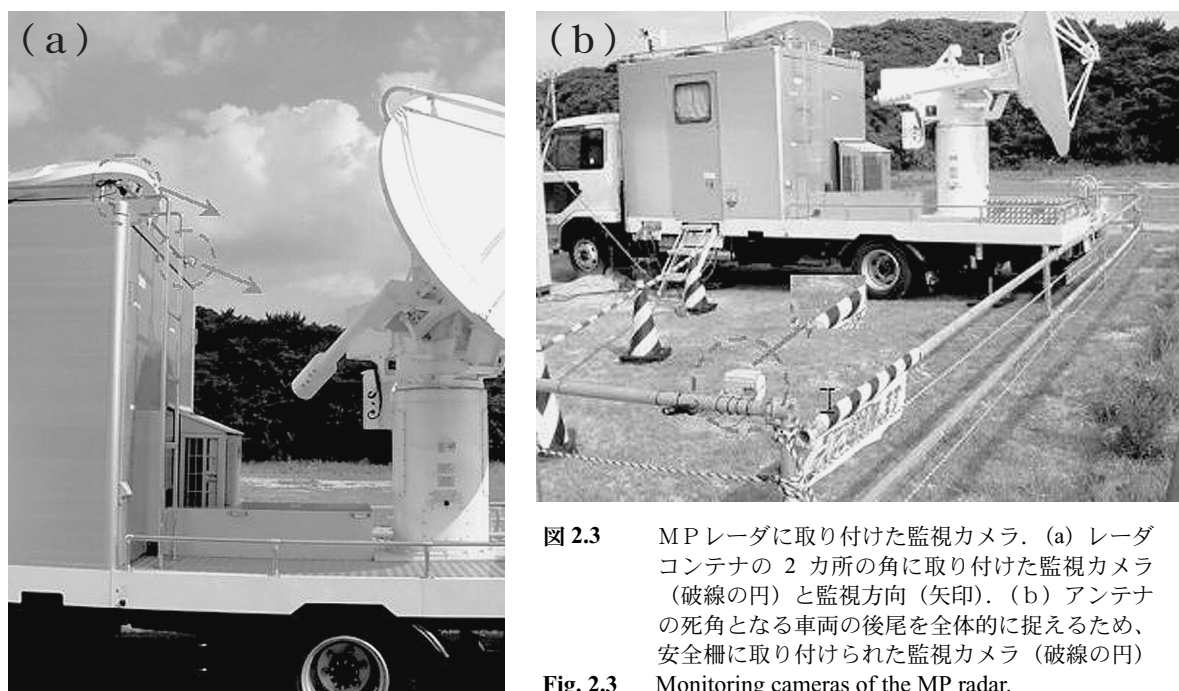 (a)
(b)
図 2.3 ＭＰレーダに取り付けた監視カメラ．(a) レーダ
コンテナの 2 カ所の角に取り付けた監視カメラ
（破線の円）と監視方向（矢印）．（ｂ）アンテナ
の死角となる車両の後尾を全体的に捉えるため、
安全柵に取り付けられた監視カメラ（破線の円）
Fig. 2.3 Monitoring cameras of the MP radar.